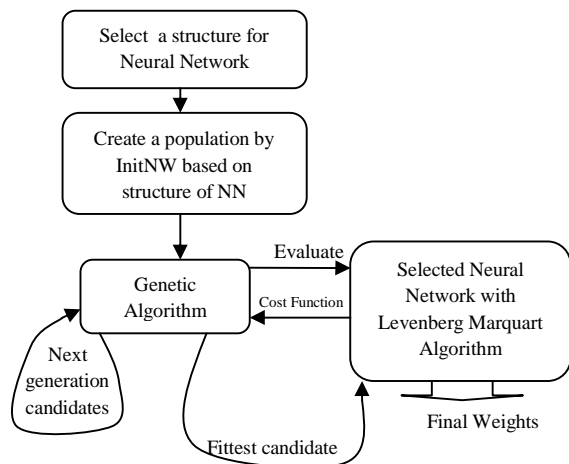 Select a structure for
Neural Network
Create a population by
InitNW based on
structure of NN
Evaluate
Genetic
Algorithm
Cost Function
Selected Neural
Network with
Levenberg Marquart
Algorithm
Next
generation
candidates
Fittest candidate
Final Weights